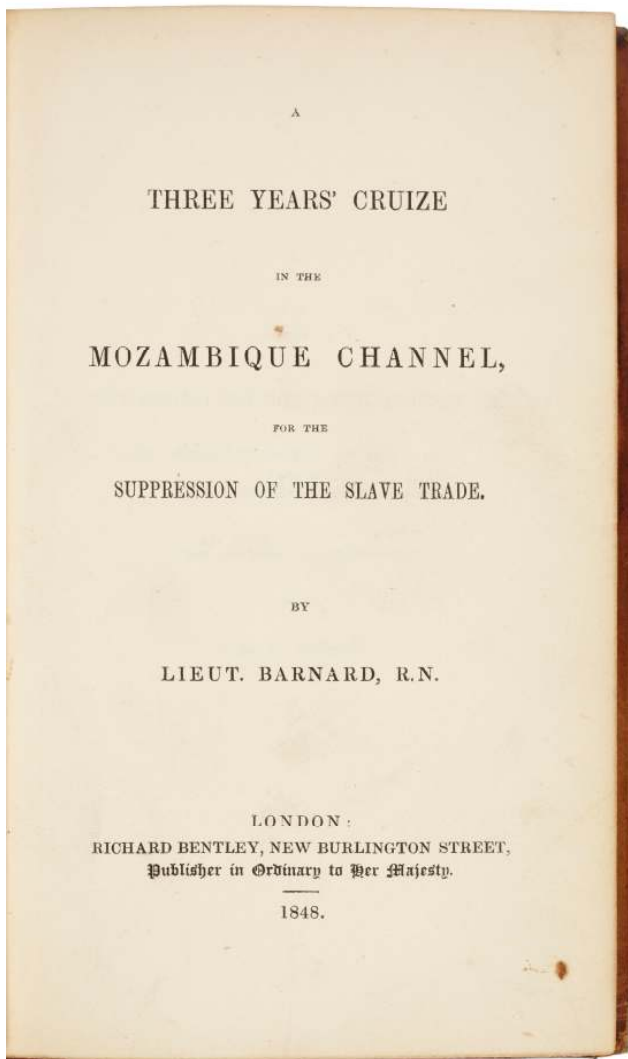 A
THREE YEARS' CRUIZE
IN THE
MOZAMBIQUE CHANNEL,
FOR THE
SUPPRESSION OF THE SLAVE TRADE.
BY
LIEUT. BARNARD, R.N.
LONDON:
RICHARD BENTLEY, NEW BURLINGTON STREET,
Publisher in Ordinary to Her Majesty.
1848.